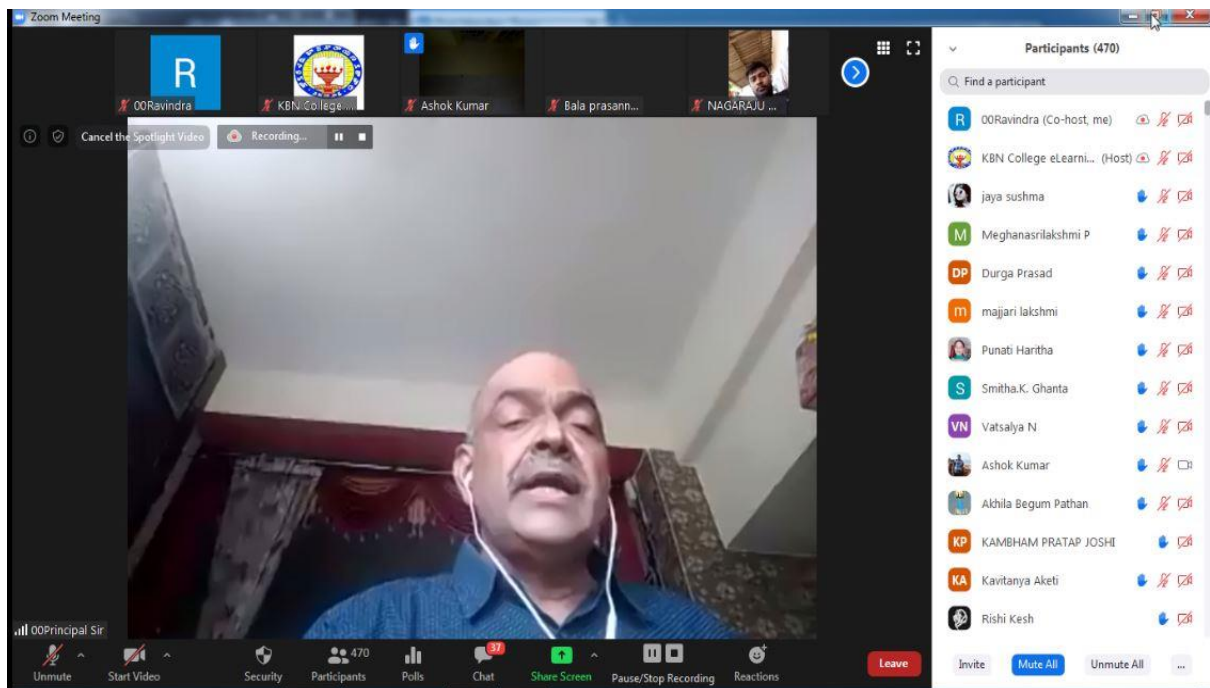 Zoom Meeting
R
00Ravindra
KBN College ...
Ashok Kumar
Bala prasann...
NAGARAJU ...
Cancel the Spotlight Video
Recording...
00Principal Sir
Unmute
Start Video
Security
470
Participants
Polls
37
Chat
Share Screen
Pause/Stop Recording
Reactions
Leave
Participants (470)
Find a participant
R 00Ravindra (Co-host, me)
KBN College eLearni... (Host)
jaya sushma
M Meghanasrilakshmi P
DP Durga Prasad
m majjari lakshmi
Punati Haritha
S Smitha.K. Ghanta
VN Vatsalya N
Ashok Kumar
Akhila Begum Pathan
KP KAMBHAM PRATAP JOSHI
KA Kavitanya Aketi
Rishi Kesh
Invite
Mute All
Unmute All
...